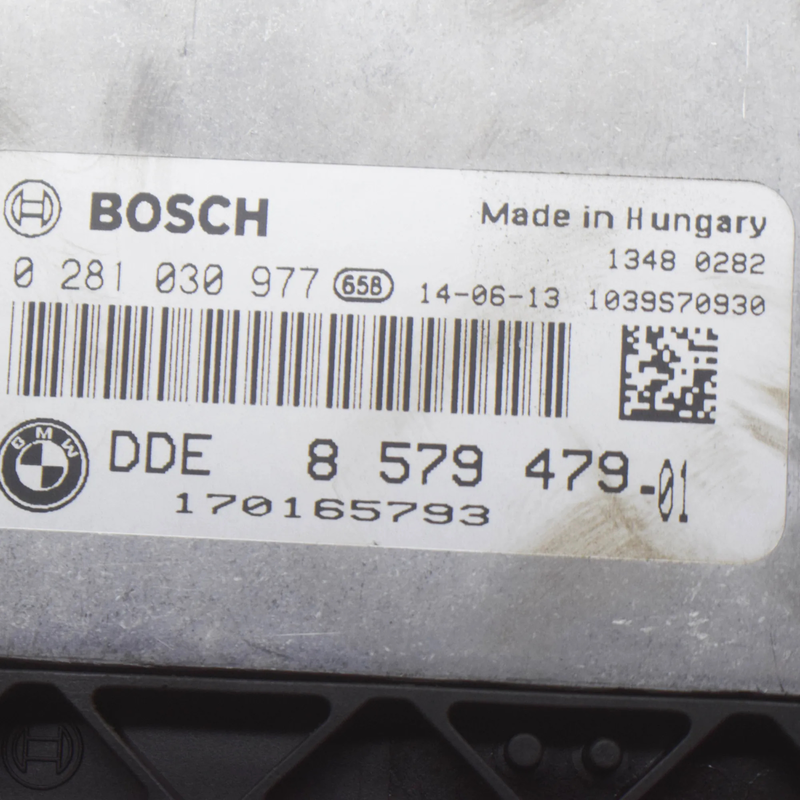 BOSCH
Made in Hungary
1348 0282
0 281 030 977 658 14-06-13 1039S70930
BMW DDE 8 579 479-01
170165793